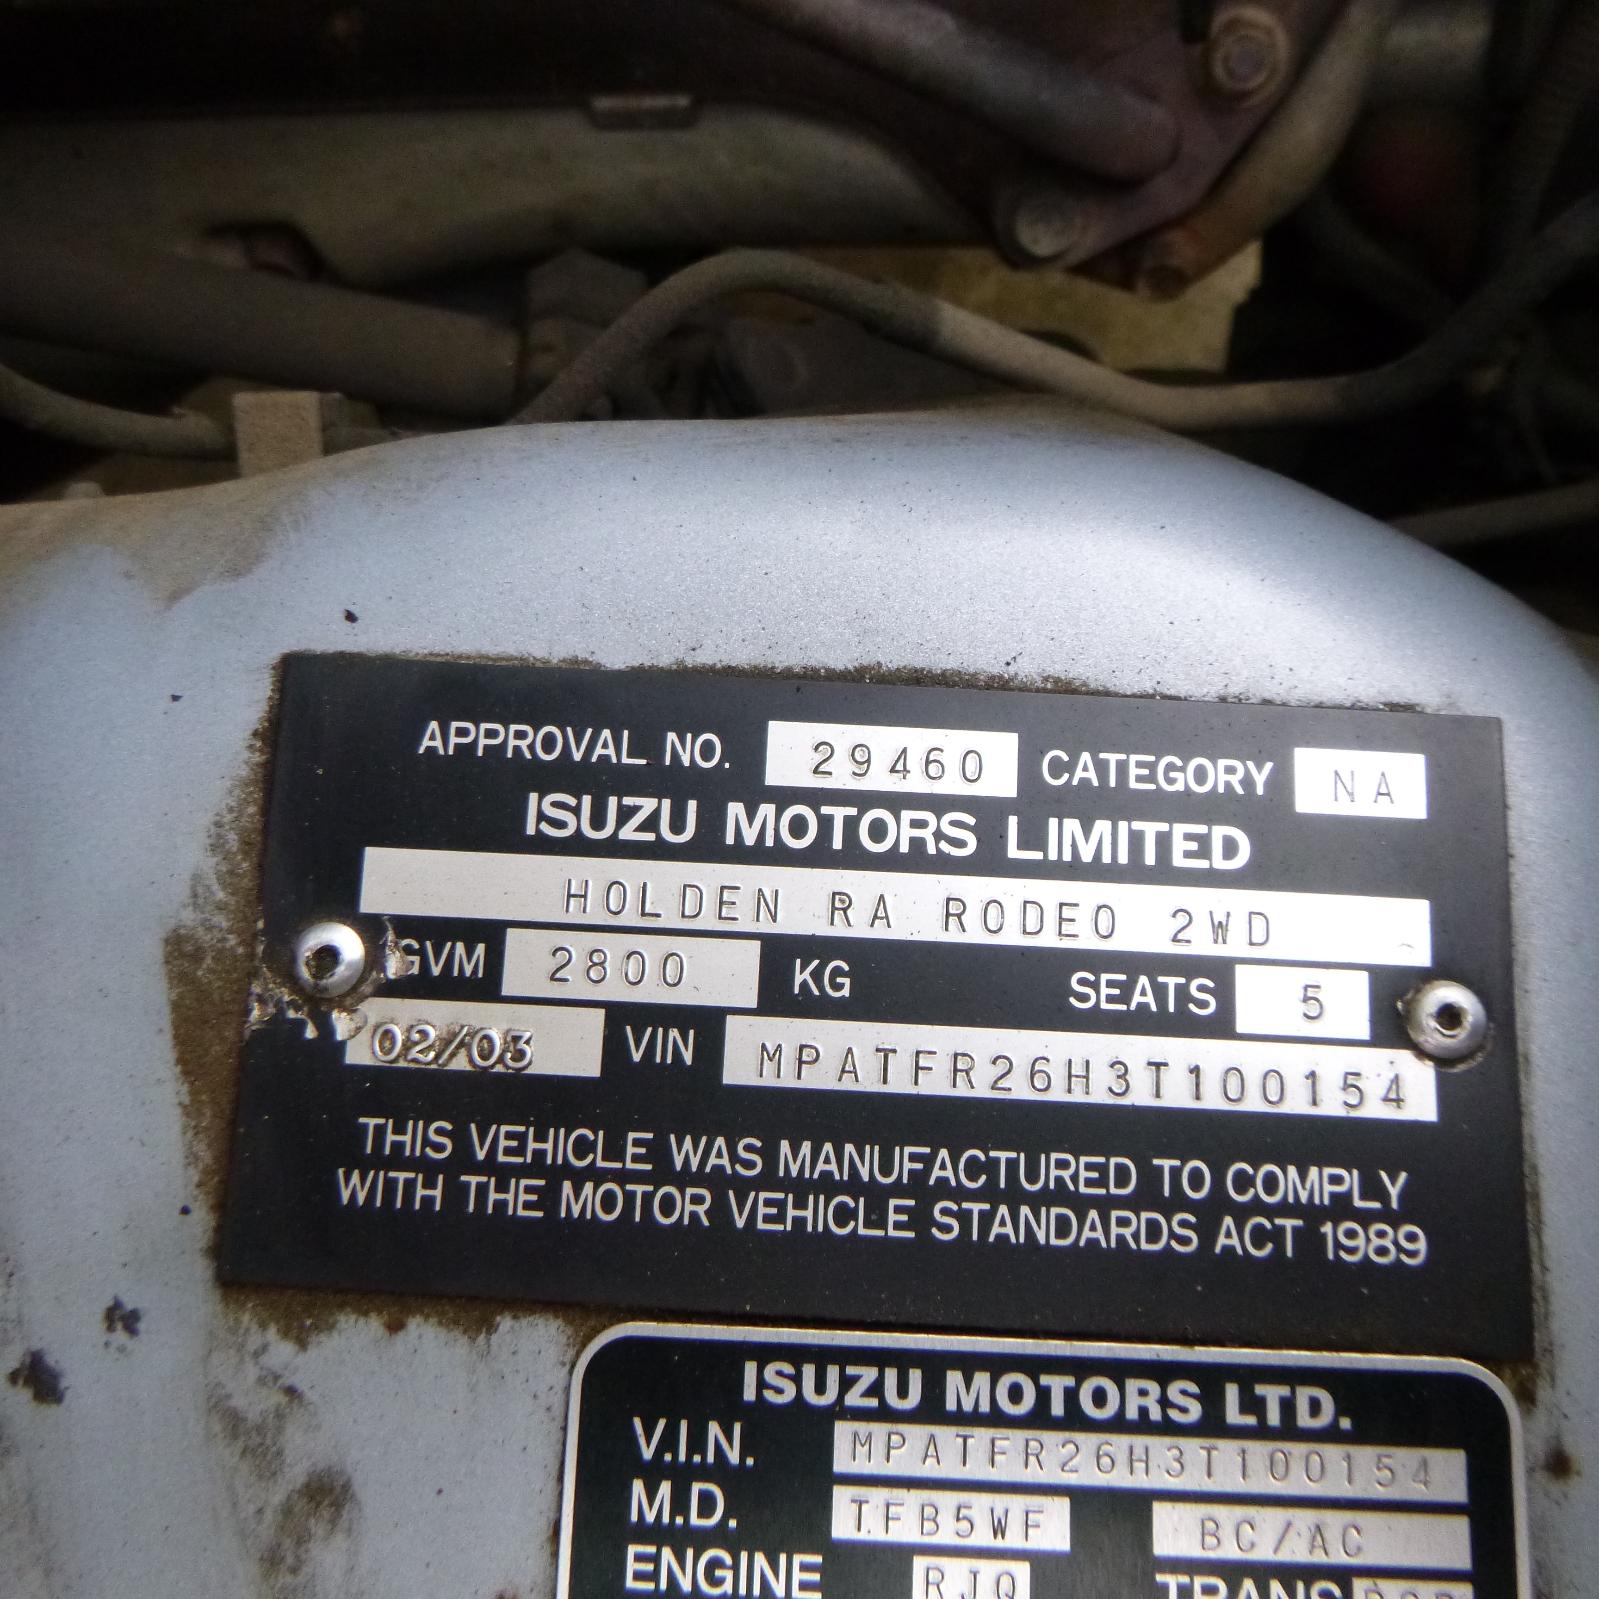 APPROVAL NO. 29460 CATEGORY NA
ISUZU MOTORS LIMITED
HOLDEN RA RODEO 2WD
GVM 2800 KG SEATS 5
02/03 VIN MPATFR26H3T100154
THIS VEHICLE WAS MANUFACTURED TO COMPLY
WITH THE MOTOR VEHICLE STANDARDS ACT 1989
ISUZU MOTORS LTD.
V.I.N. MPATFR26H3T100154
M.D. TFB5WF BC/AC
ENGINE RJQ TRANS